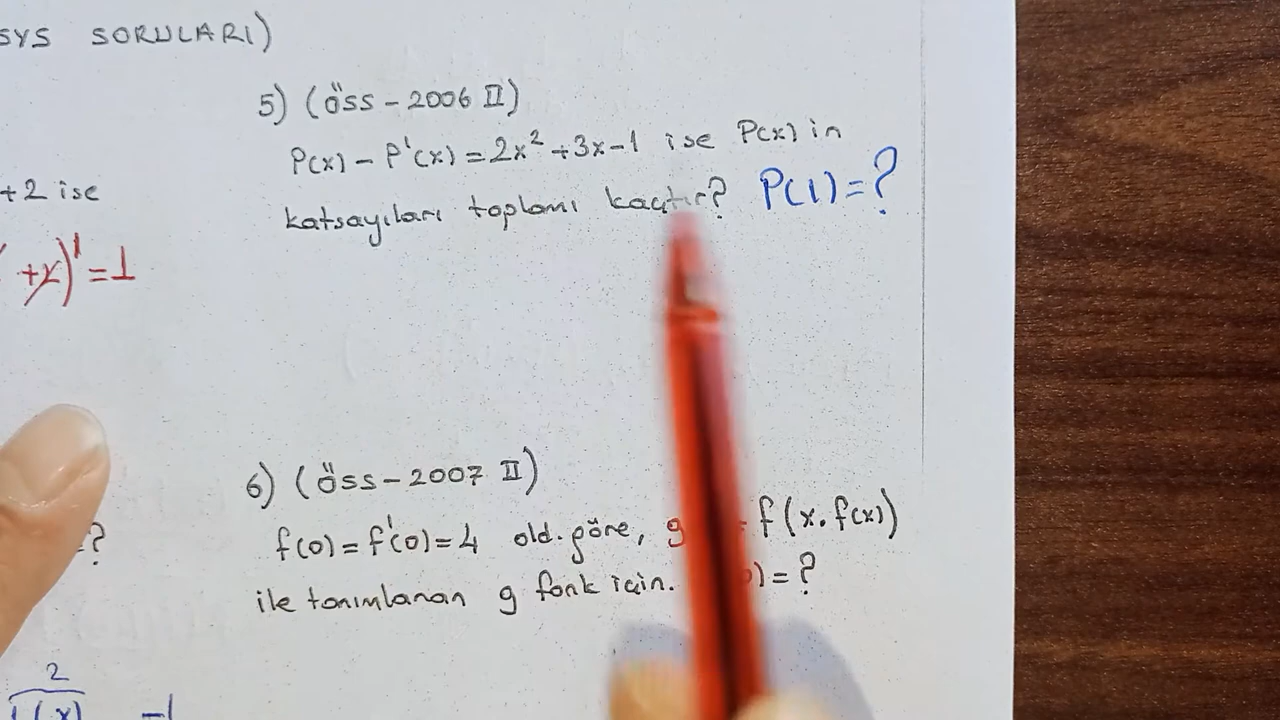 SYS SORULARI)
5) (öss - 2006 II)
P(x) - P'(x) = 2x² + 3x - 1 ise P(x) in
katsayıları toplamı kaçtır? P(1) = ?
+2 ise
+x)' = 1
6) (Öss - 2007 II)
f(0) = f'(0) = 4 old. göre, g f(x.f(x))
ile tanımlanan g fonk için. ) = ?
= ?
2
(x) -1